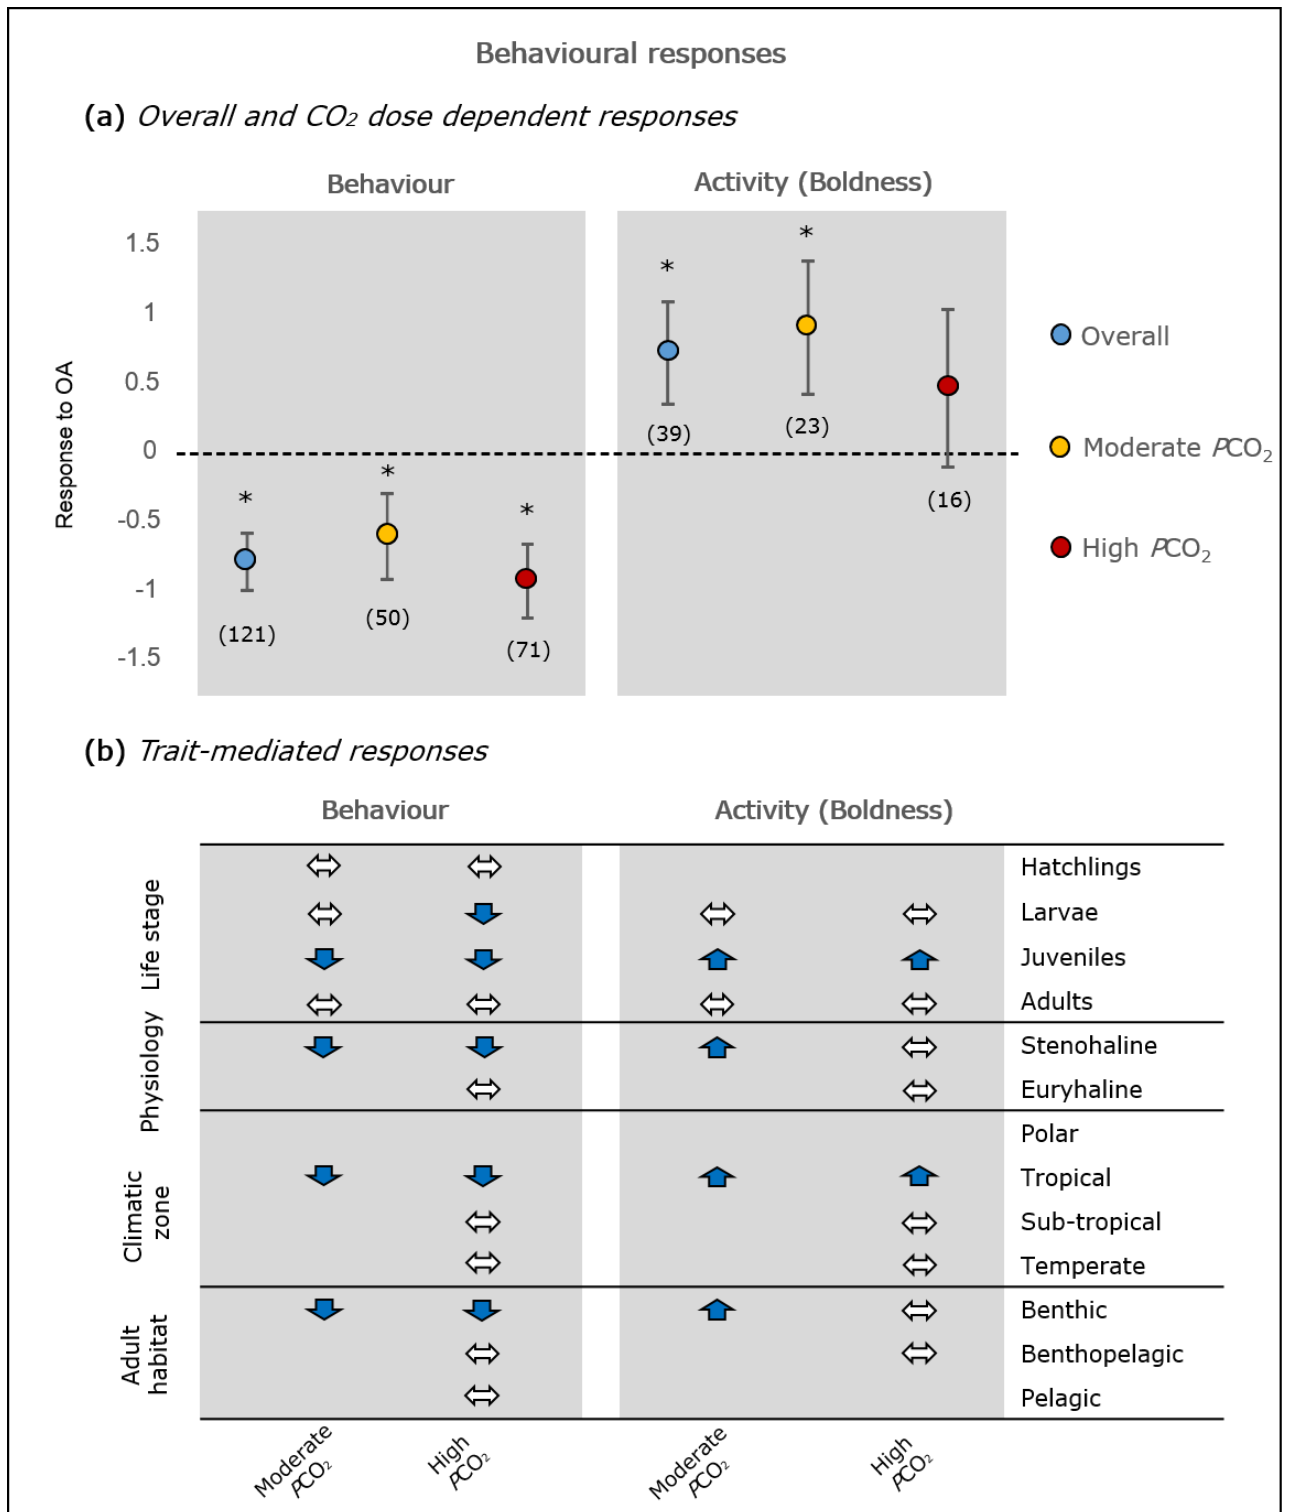 Behavioural responses
(a) Overall and CO₂ dose dependent responses
Behaviour
Activity (Boldness)
Response to OA
1.5
1
0.5
0
-0.5
-1
-1.5
*
*
*
*
*
(121)
(50)
(71)
(39)
(23)
(16)
Overall
Moderate PCO₂
High PCO₂
(b) Trait-mediated responses
Behaviour
Activity (Boldness)
Life stage
Hatchlings
Larvae
Juveniles
Adults
Physiology
Stenohaline
Euryhaline
Climatic
zone
Polar
Tropical
Sub-tropical
Temperate
Adult
habitat
Benthic
Benthopelagic
Pelagic
Moderate
PCO₂
High
PCO₂
Moderate
PCO₂
High
PCO₂